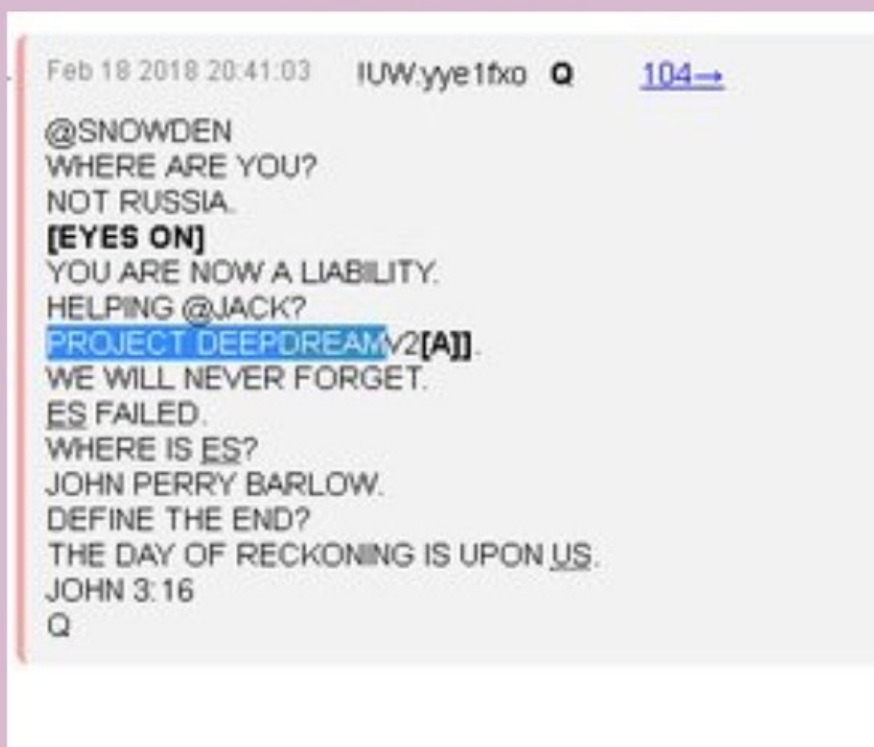 Feb 18 2018 20:41:03 !UW.yye1fxo Q 104→
@SNOWDEN
WHERE ARE YOU?
NOT RUSSIA.
[EYES ON]
YOU ARE NOW A LIABILITY.
HELPING @JACK?
PROJECT DEEPDREAMv2[A]].
WE WILL NEVER FORGET.
ES FAILED.
WHERE IS ES?
JOHN PERRY BARLOW.
DEFINE THE END?
THE DAY OF RECKONING IS UPON US.
JOHN 3:16
Q